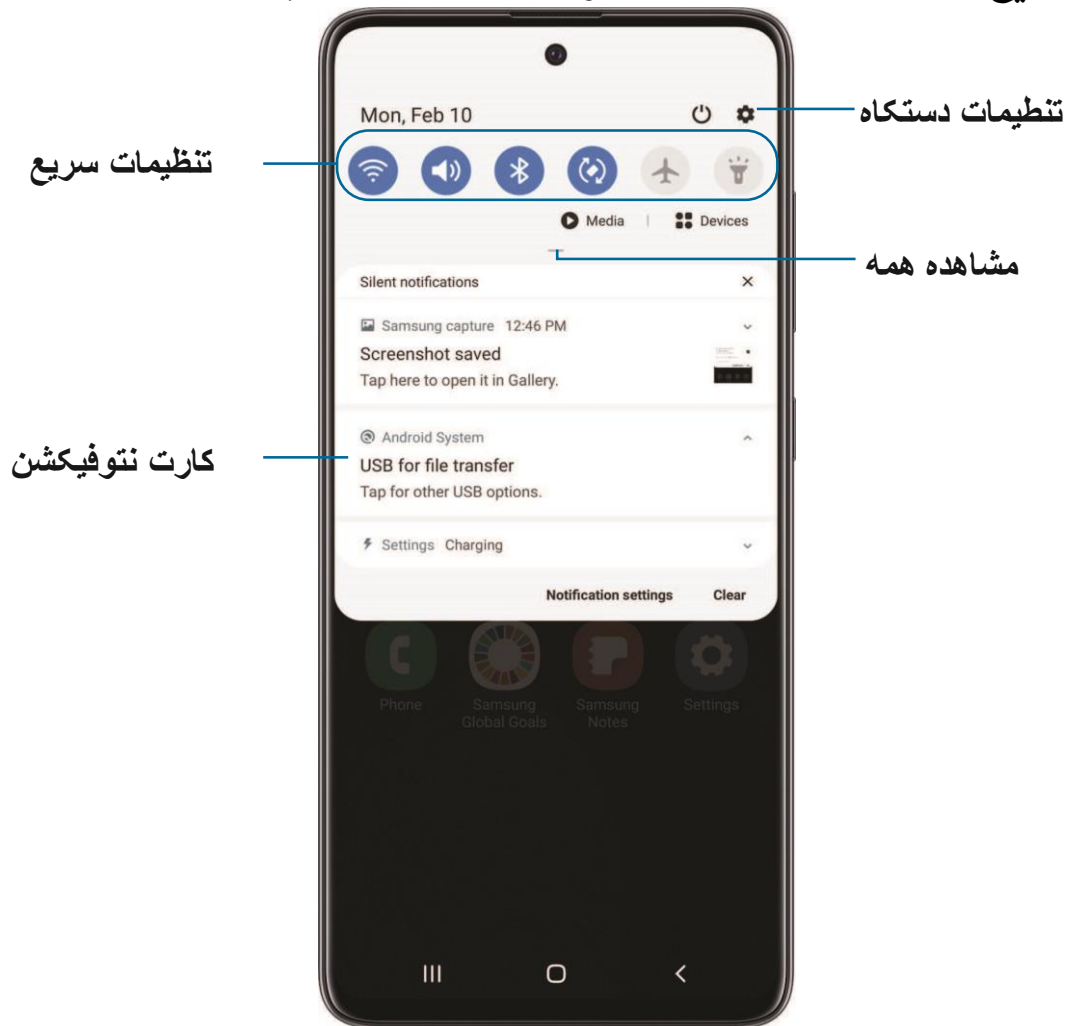 Mon, Feb 10
تنطیمات دستکاه
تنظیمات سریع
Media | Devices
مشاهده همه
Silent notifications
Samsung capture 12:46 PM
Screenshot saved
Tap here to open it in Gallery.
Android System
کارت نتوفیکشن
USB for file transfer
Tap for other USB options.
Settings Charging
Notification settings Clear
Phone Samsung Global Goals Samsung Notes Settings